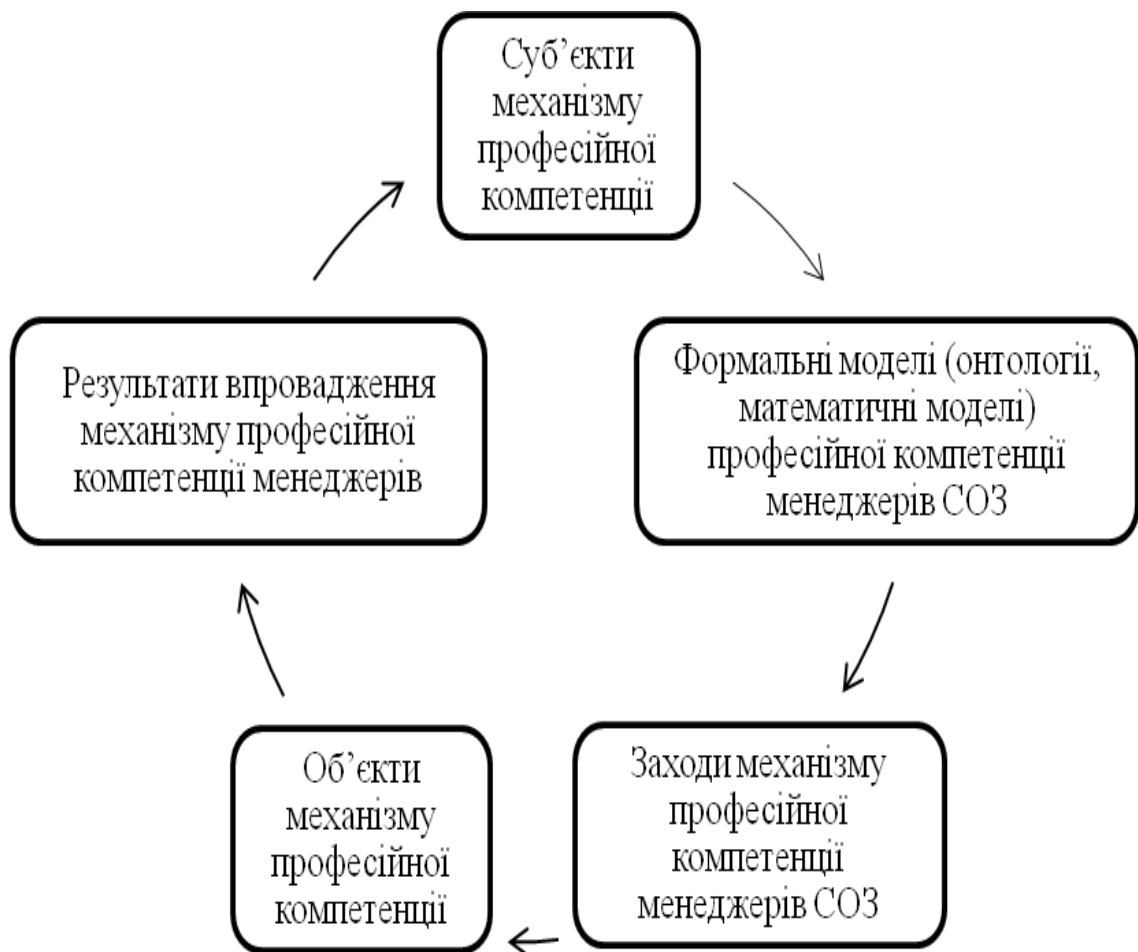 Суб’єкти
механізму
професійної
компетенції
Формальні моделі (онтології,
математичні моделі)
професійної компетенції
менеджерів СОЗ
Заходи механізму
професійної
компетенції
менеджерів СОЗ
Об’єкти
механізму
професійної
компетенції
Результати впровадження
механізму професійної
компетенції менеджерів